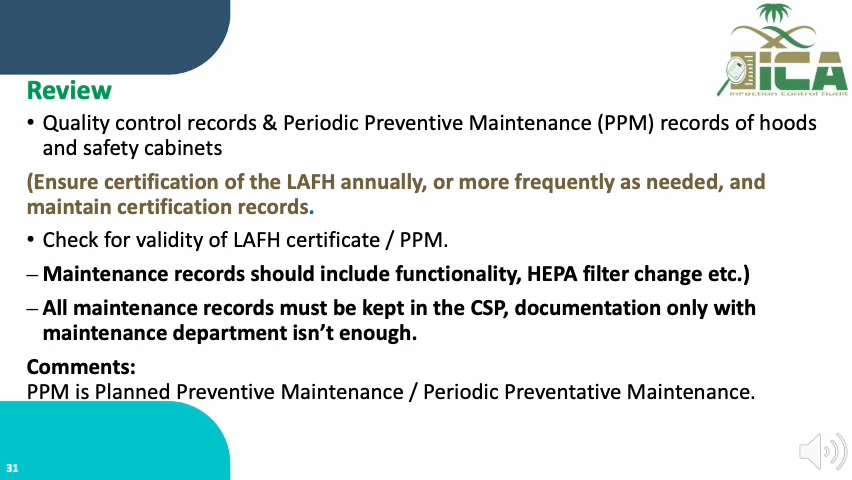 iCA
Infection Control Audit
Review
• Quality control records & Periodic Preventive Maintenance (PPM) records of hoods
and safety cabinets
(Ensure certification of the LAFH annually, or more frequently as needed, and
maintain certification records.
• Check for validity of LAFH certificate / PPM.
– Maintenance records should include functionality, HEPA filter change etc.)
– All maintenance records must be kept in the CSP, documentation only with
maintenance department isn't enough.
Comments:
PPM is Planned Preventive Maintenance / Periodic Preventative Maintenance.
31